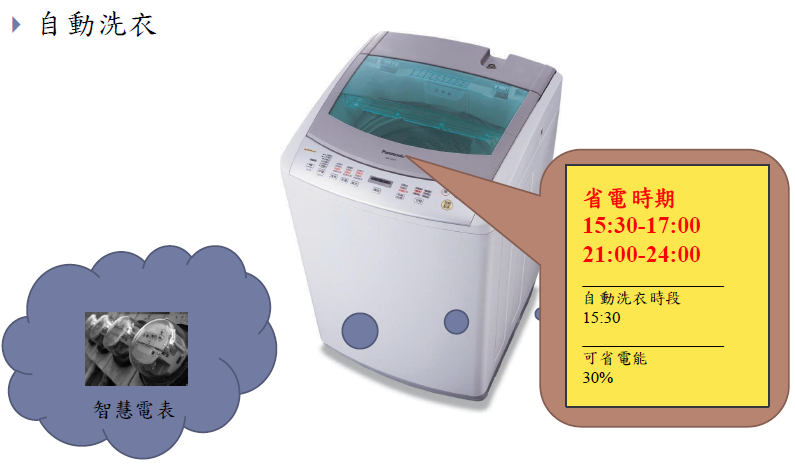 自動洗衣
Panasonic
省電時期
15:30-17:00
21:00-24:00
自動洗衣時段
15:30
可省電能
30%
智慧電表